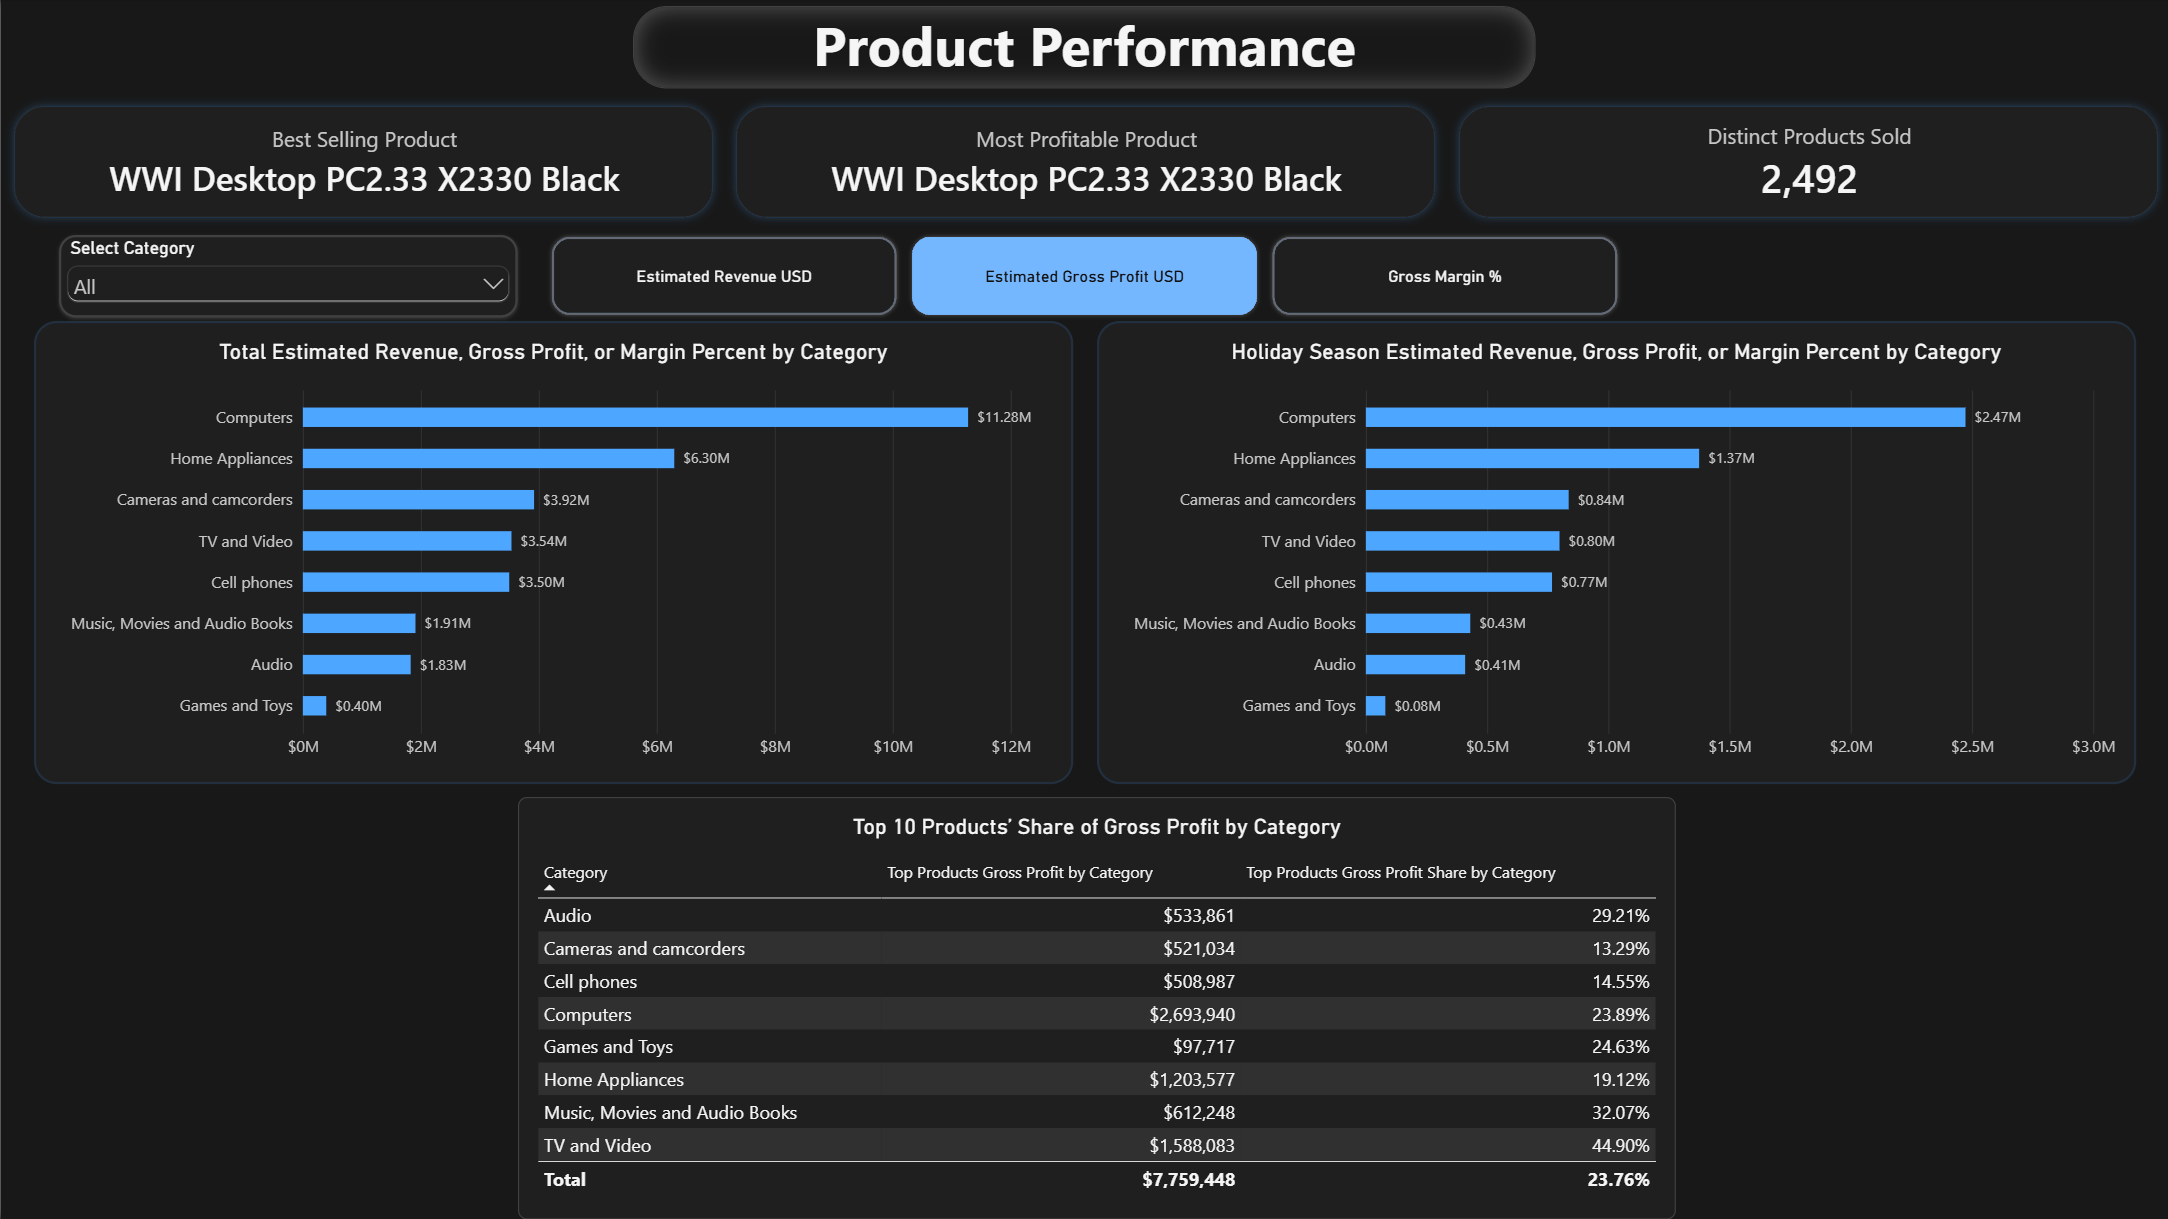 Product Performance
Best Selling Product
WWI Desktop PC2.33 X2330 Black
Most Profitable Product
WWI Desktop PC2.33 X2330 Black
Distinct Products Sold
2,492
Select Category
All
Estimated Revenue USD
Estimated Gross Profit USD
Gross Margin %
Total Estimated Revenue, Gross Profit, or Margin Percent by Category
Computers $11.28M
Home Appliances $6.30M
Cameras and camcorders $3.92M
TV and Video $3.54M
Cell phones $3.50M
Music, Movies and Audio Books $1.91M
Audio $1.83M
Games and Toys $0.40M
$0M $2M $4M $6M $8M $10M $12M
Holiday Season Estimated Revenue, Gross Profit, or Margin Percent by Category
Computers $2.47M
Home Appliances $1.37M
Cameras and camcorders $0.84M
TV and Video $0.80M
Cell phones $0.77M
Music, Movies and Audio Books $0.43M
Audio $0.41M
Games and Toys $0.08M
$0.0M $0.5M $1.0M $1.5M $2.0M $2.5M $3.0M
Top 10 Products’ Share of Gross Profit by Category
Category Top Products Gross Profit by Category Top Products Gross Profit Share by Category
Audio $533,861 29.21%
Cameras and camcorders $521,034 13.29%
Cell phones $508,987 14.55%
Computers $2,693,940 23.89%
Games and Toys $97,717 24.63%
Home Appliances $1,203,577 19.12%
Music, Movies and Audio Books $612,248 32.07%
TV and Video $1,588,083 44.90%
Total $7,759,448 23.76%